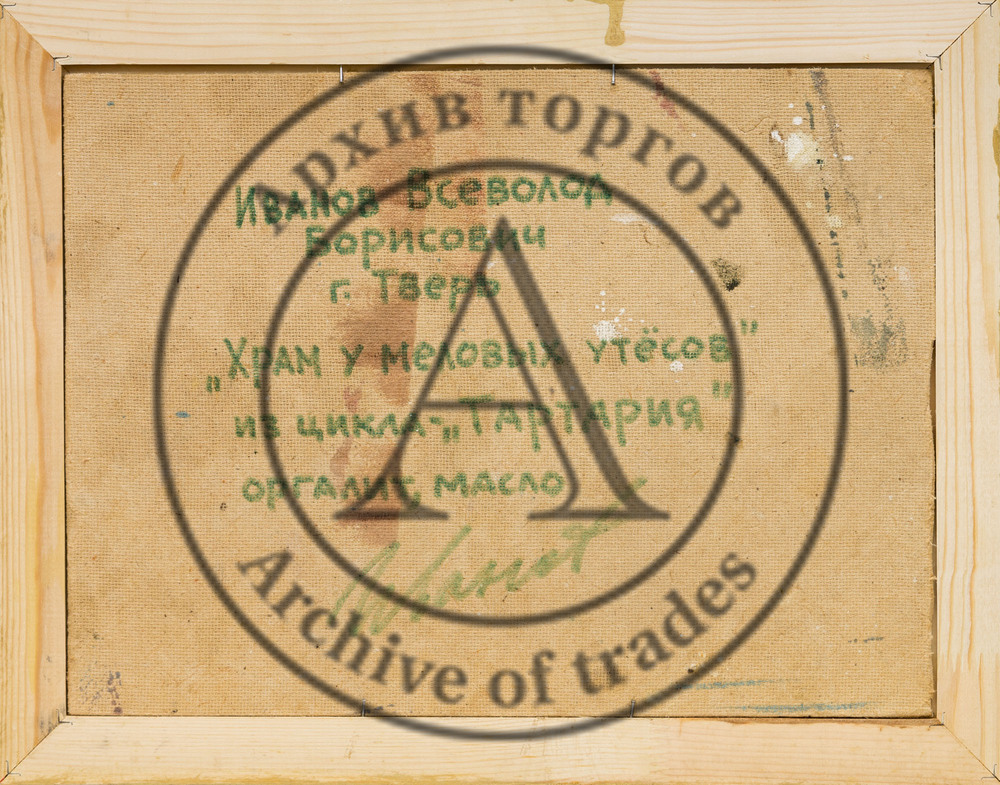 Архив торгов
Иванов Всеволод
Борисович
г. Тверь
„Храм у меловых утёсов"
из цикла-„Тартария"
оргалит, масло
Archive of trades